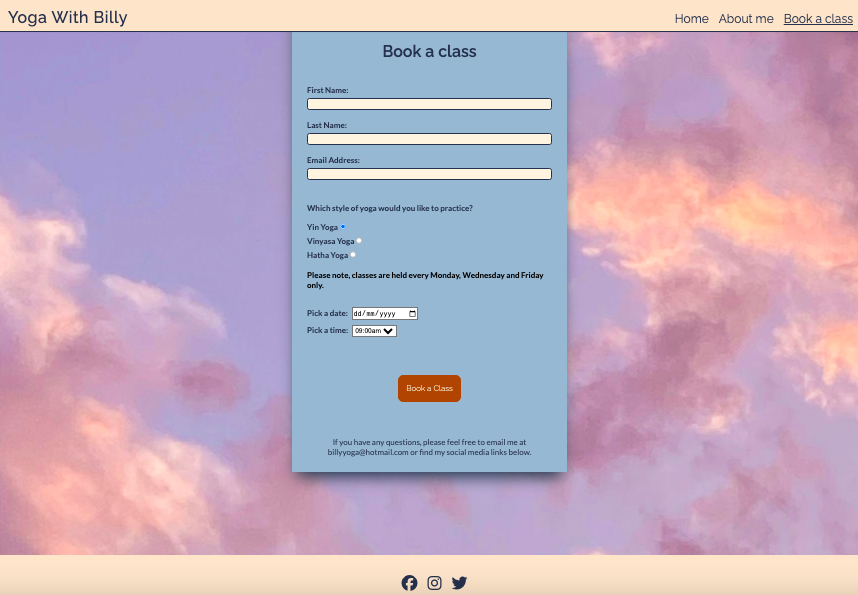 Yoga With Billy
Home About me Book a class
Book a class
First Name:
Last Name:
Email Address:
Which style of yoga would you like to practice?
Yin Yoga
Vinyasa Yoga
Hatha Yoga
Please note, classes are held every Monday, Wednesday and Friday
only.
Pick a date: dd/mm/yyyy
Pick a time: 09:00am
Book a Class
If you have any questions, please feel free to email me at
billyyoga@hotmail.com or find my social media links below.